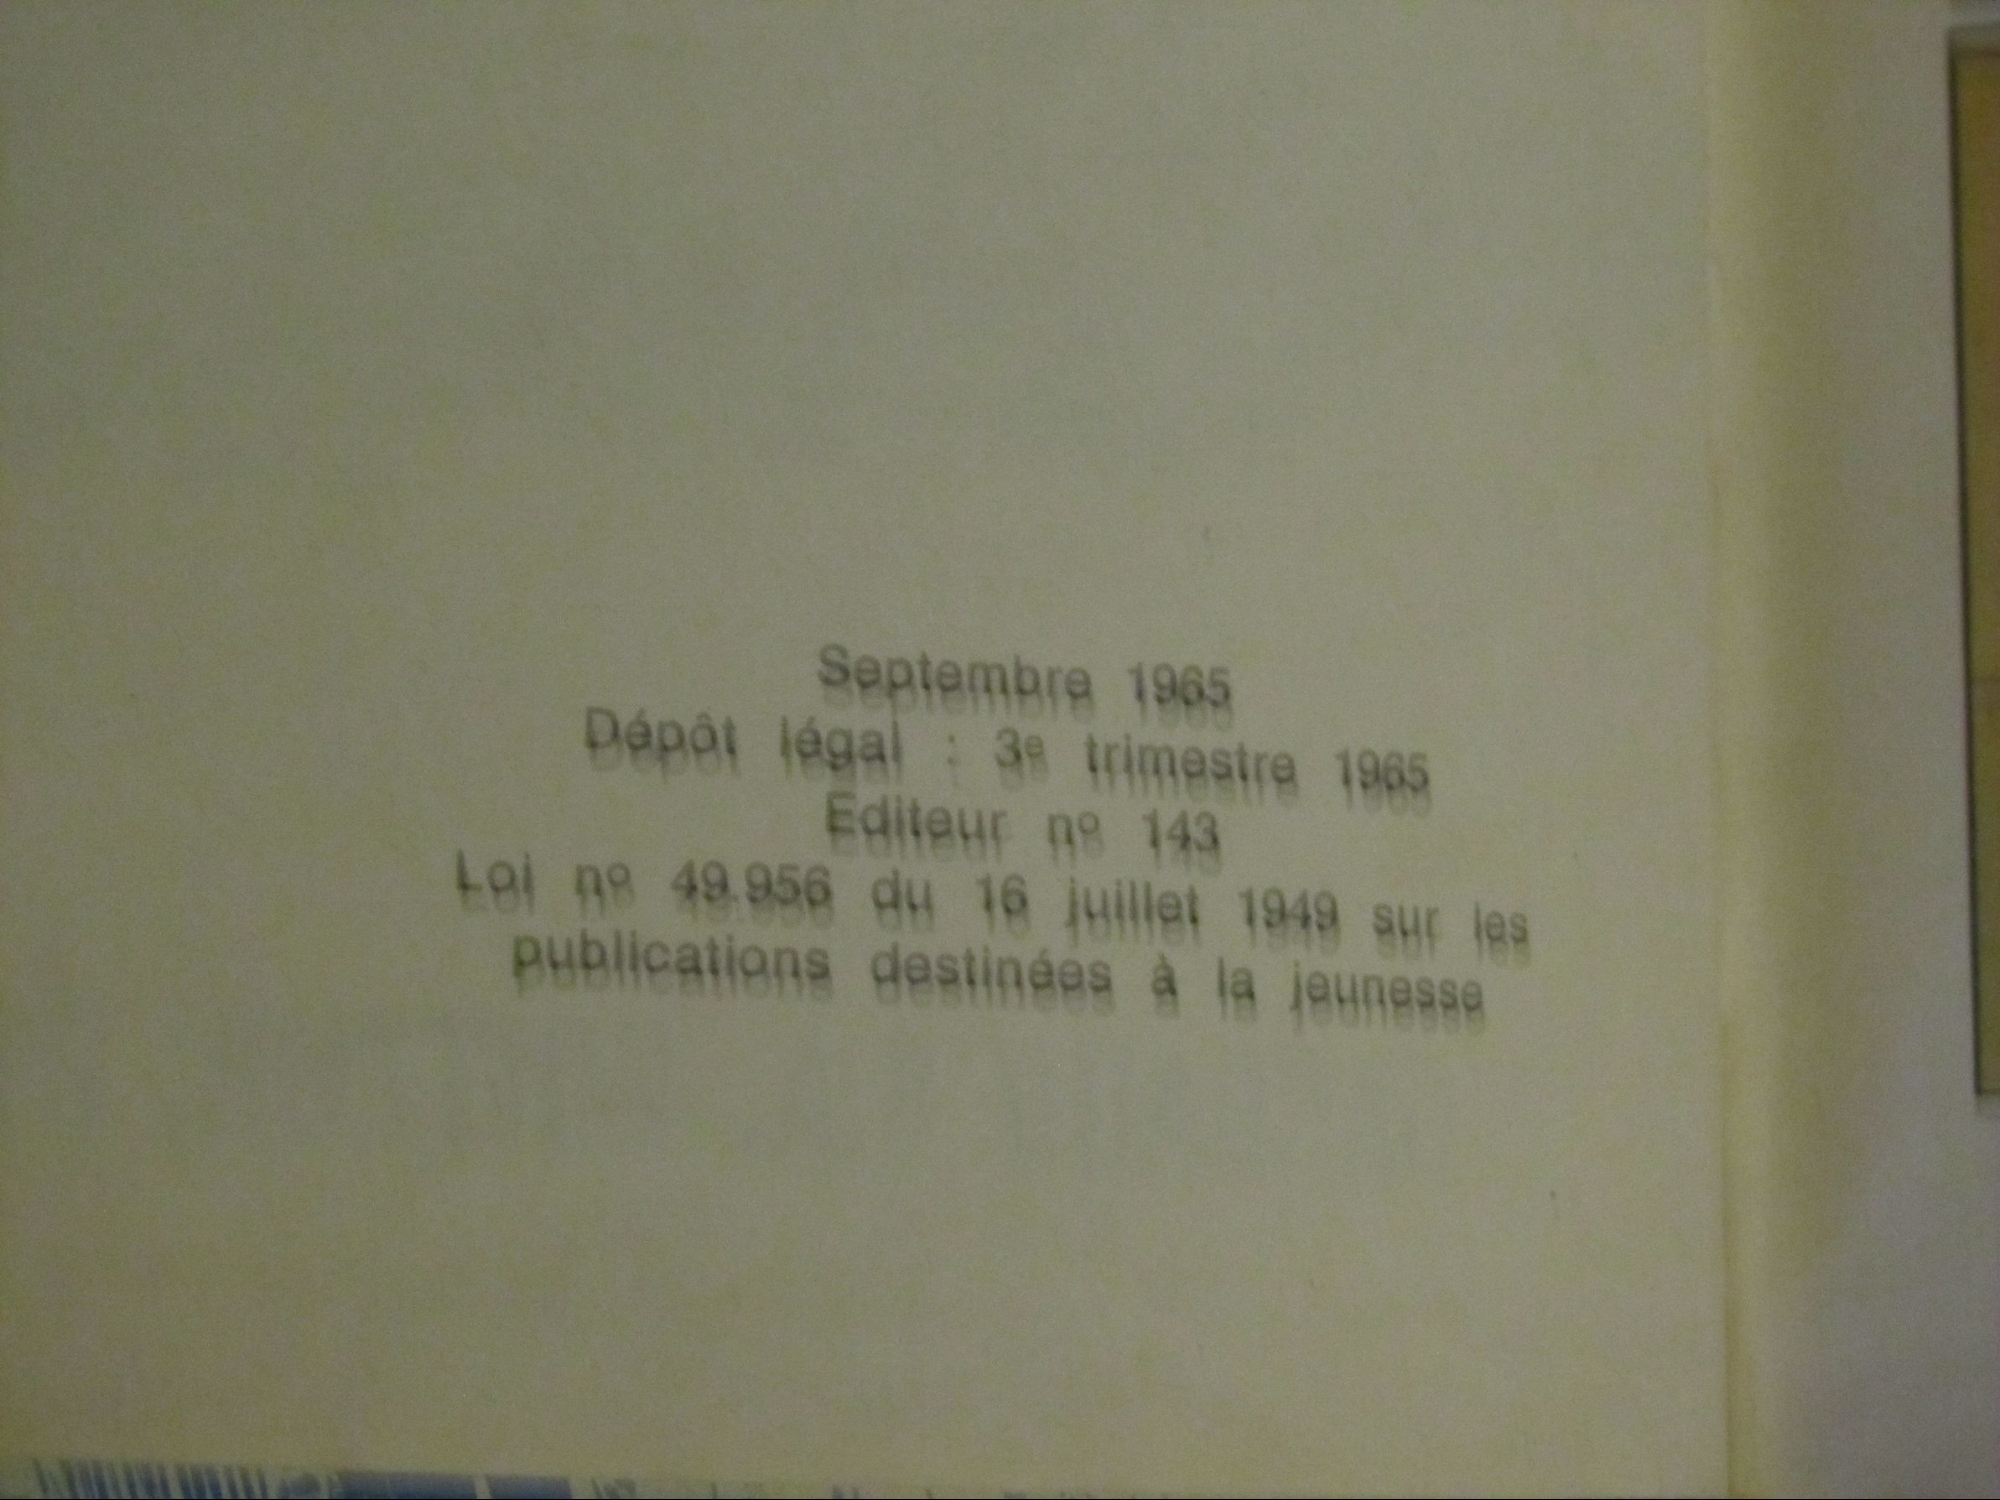 Septembre 1965
Dépôt légal : 3e trimestre 1965
Editeur nº 143
Loi nº 49.956 du 16 juillet 1949 sur les
publications destinées à la jeunesse